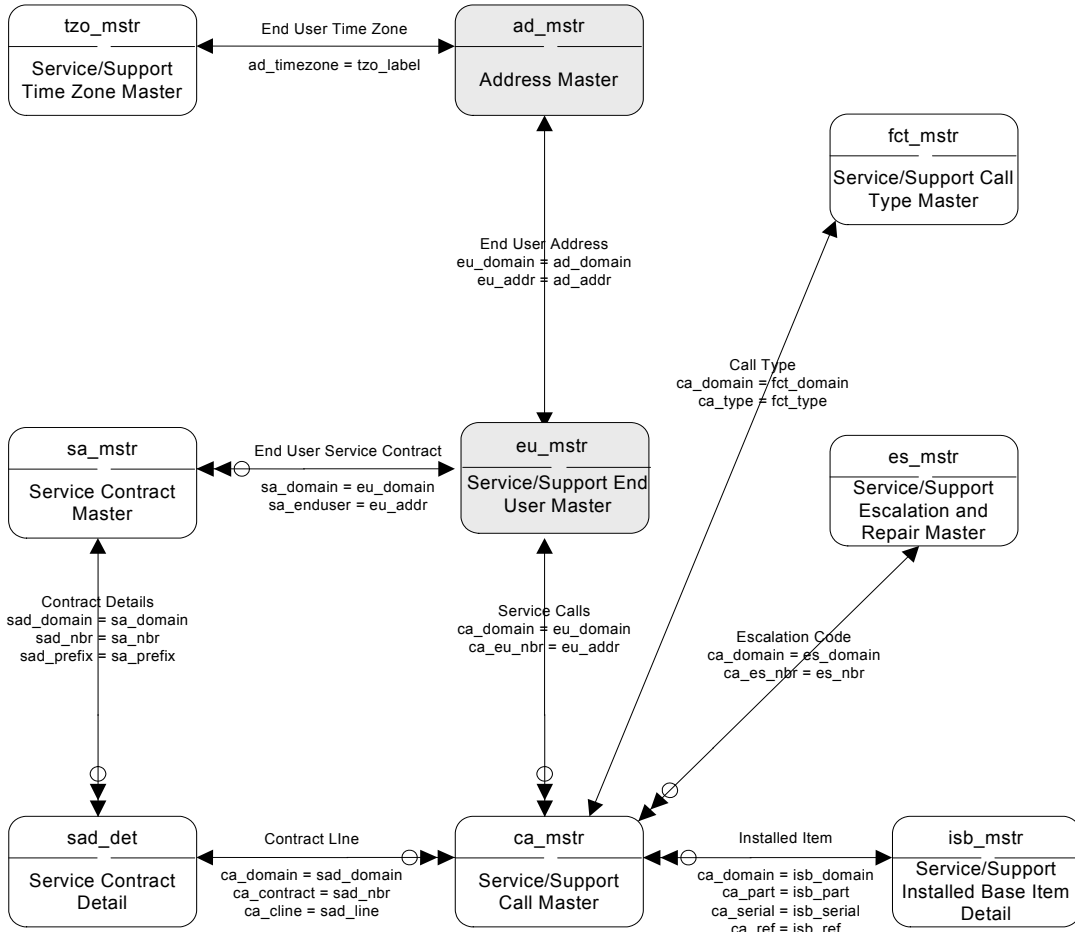 tzo_mstr
Service/Support
Time Zone Master
End User Time Zone
ad_timezone = tzo_label
ad_mstr
Address Master
fct_mstr
Service/Support Call
Type Master
End User Address
eu_domain = ad_domain
eu_addr = ad_addr
Call Type
ca_domain = fct_domain
ca_type = fct_type
sa_mstr
Service Contract
Master
End User Service Contract
sa_domain = eu_domain
sa_enduser = eu_addr
eu_mstr
Service/Support End
User Master
es_mstr
Service/Support
Escalation and
Repair Master
Contract Details
sad_domain = sa_domain
sad_nbr = sa_nbr
sad_prefix = sa_prefix
Service Calls
ca_domain = eu_domain
ca_eu_nbr = eu_addr
Escalation Code
ca_domain = es_domain
ca_es_nbr = es_nbr
sad_det
Service Contract
Detail
Contract LIne
ca_domain = sad_domain
ca_contract = sad_nbr
ca_cline = sad_line
ca_mstr
Service/Support
Call Master
Installed Item
ca_domain = isb_domain
ca_part = isb_part
ca_serial = isb_serial
ca_ref = isb_ref
isb_mstr
Service/Support
Installed Base Item
Detail